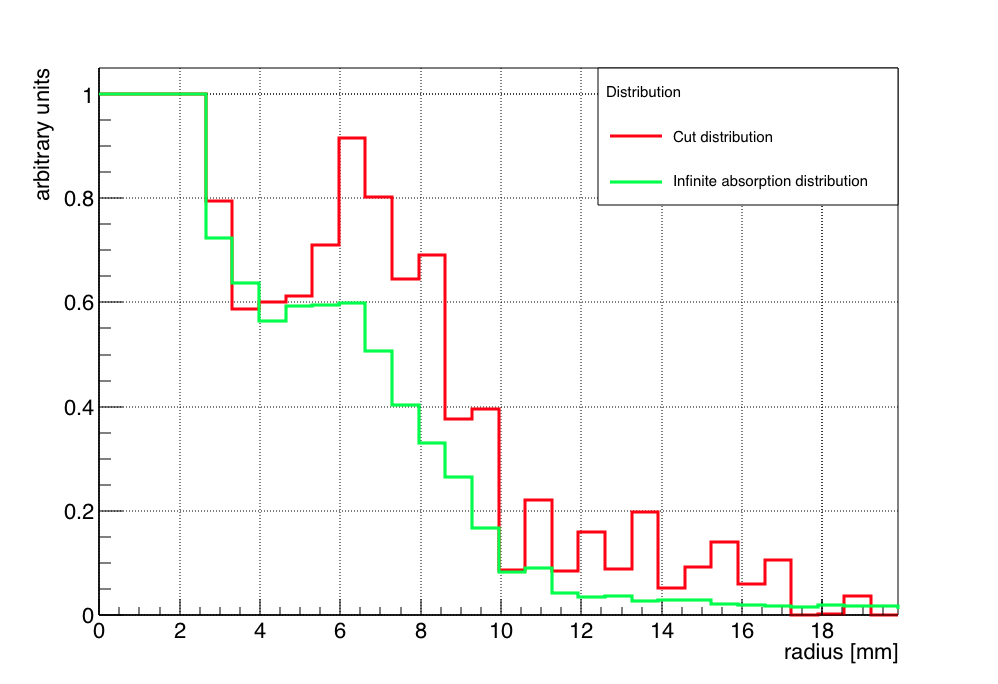 arbitrary units
1
0.8
0.6
0.4
0.2
0
0 2 4 6 8 10 12 14 16 18
radius [mm]
Distribution
Cut distribution
Infinite absorption distribution